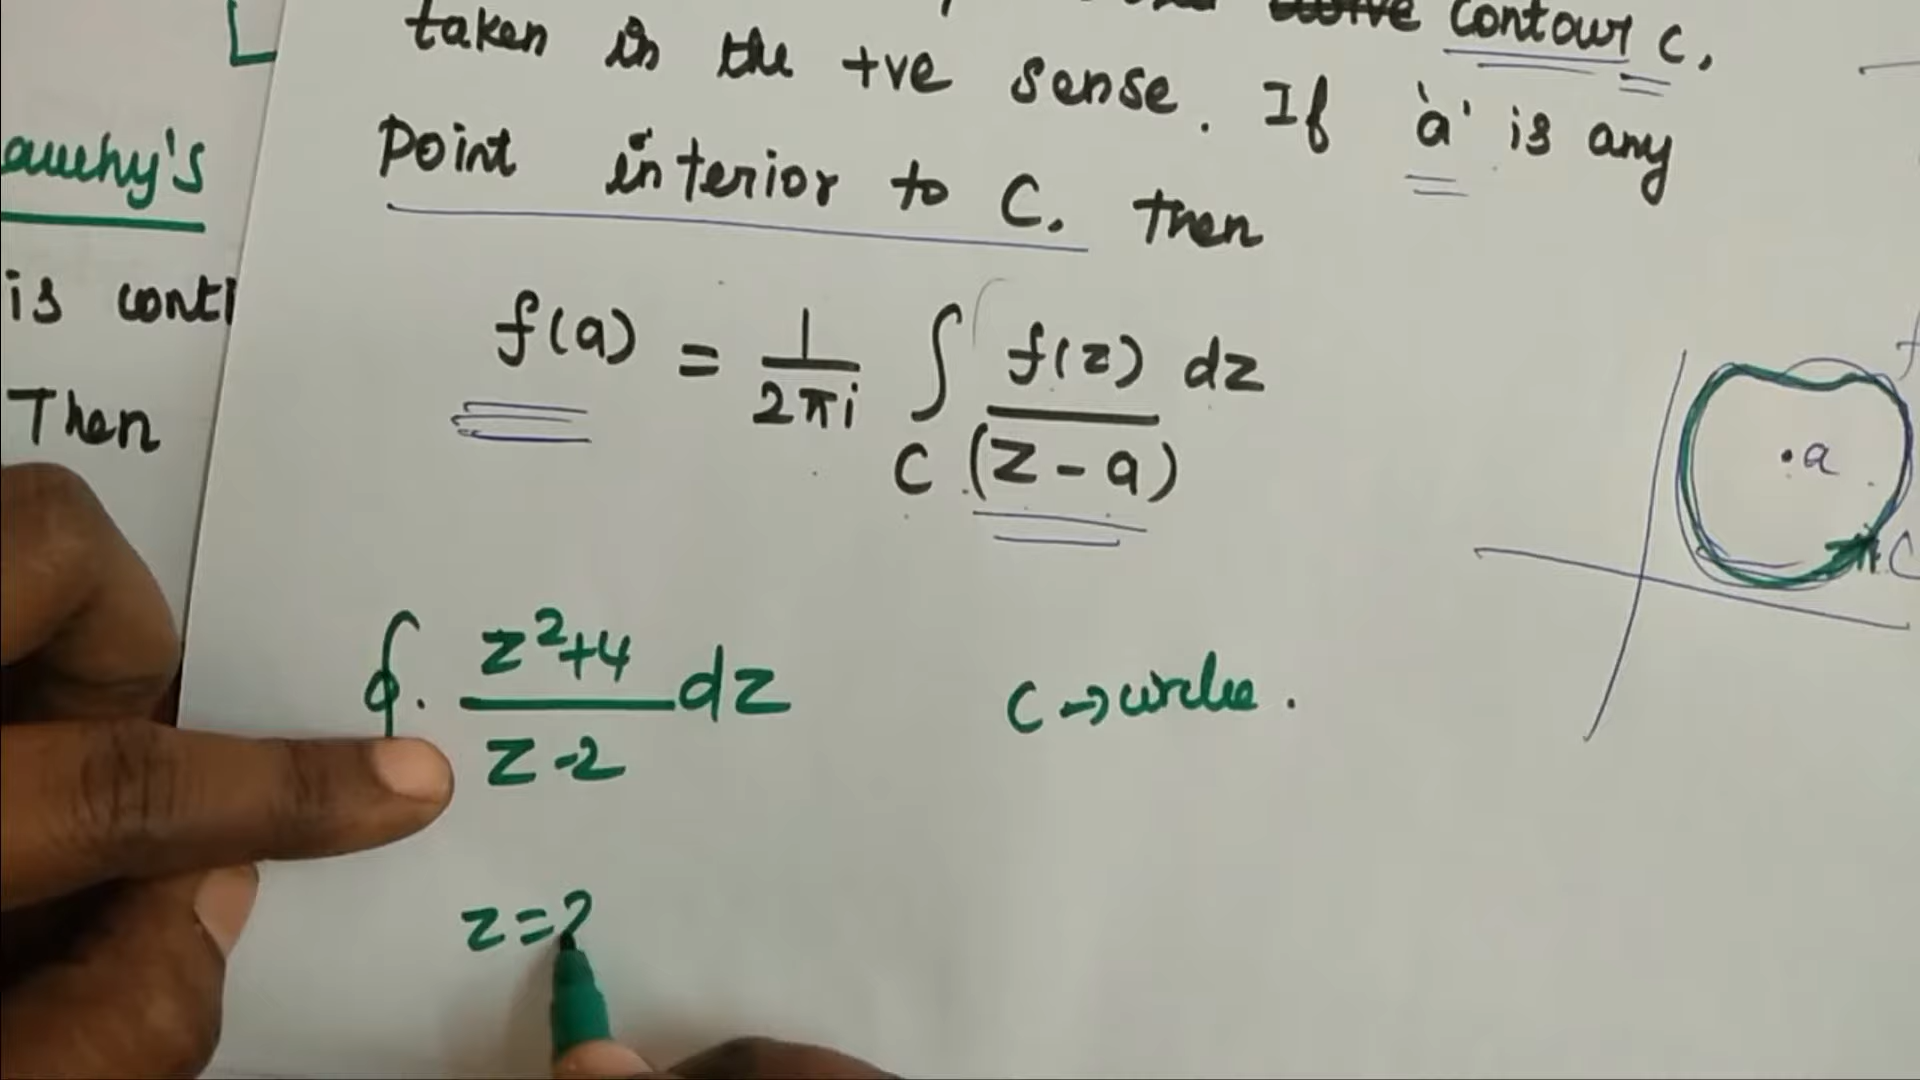 contour C.
taken in the +ve sense. If 'a' is any
Point interior to C. Then
f(a) = 1/2πi ∫C f(z)/(z-a) dz
.a
C
∮ z²+4/z-2 dz
C → circle.
z=2
auchy's
is conti
Then